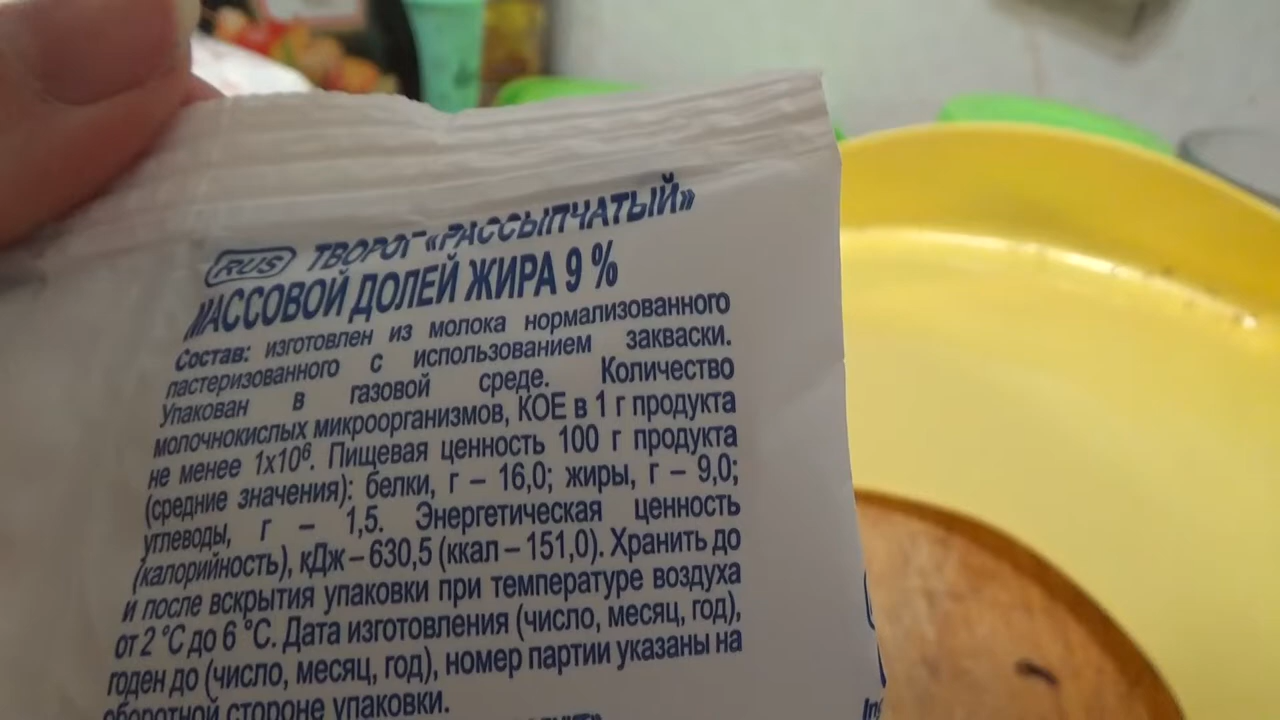 RUS ТВОРОГ «РАССЫПЧАТЫЙ»
МАССОВОЙ ДОЛЕЙ ЖИРА 9 %
Состав: изготовлен из молока нормализованного
пастеризованного с использованием закваски.
Упакован в газовой среде. Количество
молочнокислых микроорганизмов, КОЕ в 1 г продукта
не менее 1х10⁶. Пищевая ценность 100 г продукта
(средние значения): белки, г – 16,0; жиры, г – 9,0;
углеводы, г – 1,5. Энергетическая ценность
(калорийность), кДж – 630,5 (ккал – 151,0). Хранить до
и после вскрытия упаковки при температуре воздуха
от 2 °С до 6 °С. Дата изготовления (число, месяц, год),
годен до (число, месяц, год), номер партии указаны на
оборотной стороне упаковки.